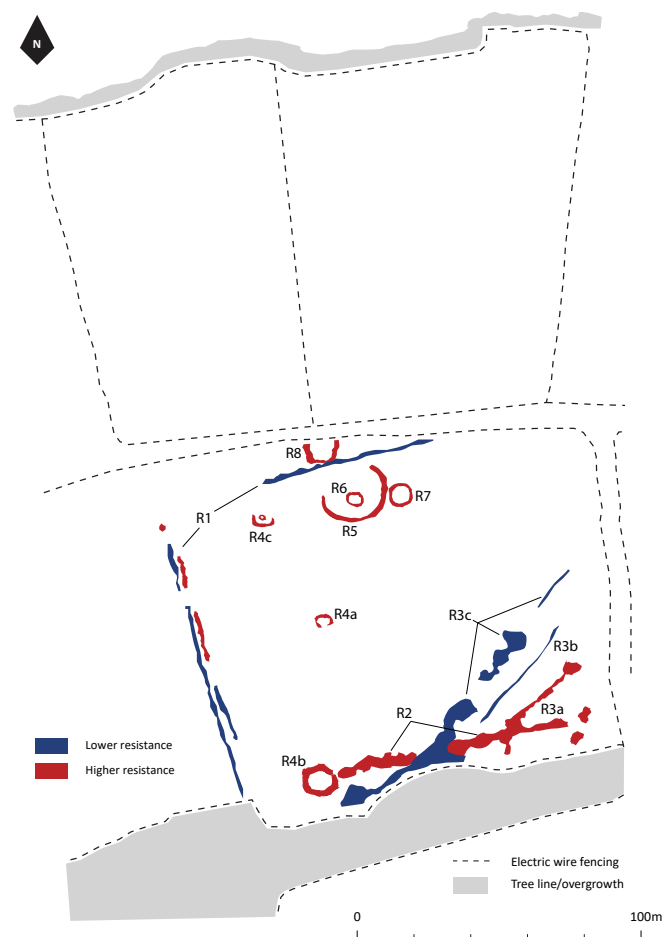 N
R8
R6
R7
R1
R5
R4c
R4a
R3c
R3b
R3a
R2
R4b
Lower resistance
Higher resistance
Electric wire fencing
Tree line/overgrowth
0
100m